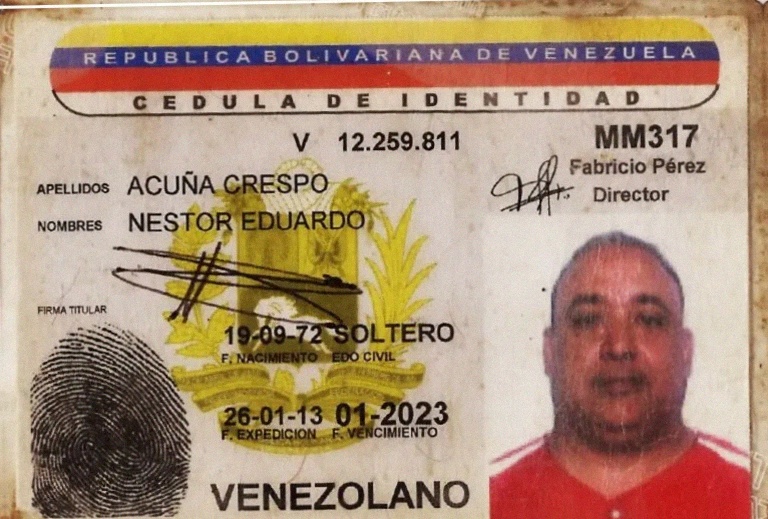 REPUBLICA BOLIVARIANA DE VENEZUELA
CEDULA DE IDENTIDAD
V 12.259.811
MM317
Fabricio Pérez
Director
APELLIDOS ACUÑA CRESPO
NOMBRES NESTOR EDUARDO
FIRMA TITULAR
19-09-72 SOLTERO
F. NACIMIENTO EDO CIVIL
26-01-13 01-2023
F. EXPEDICION F. VENCIMIENTO
VENEZOLANO